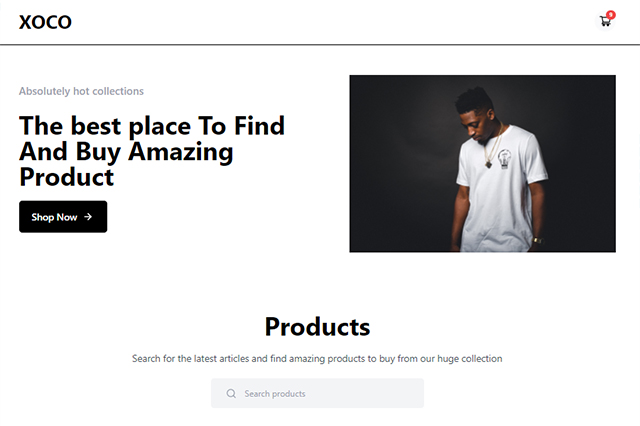 XOCO
Absolutely hot collections
The best place To Find
And Buy Amazing
Product
Shop Now
Products
Search for the latest articles and find amazing products to buy from our huge collection
Search products